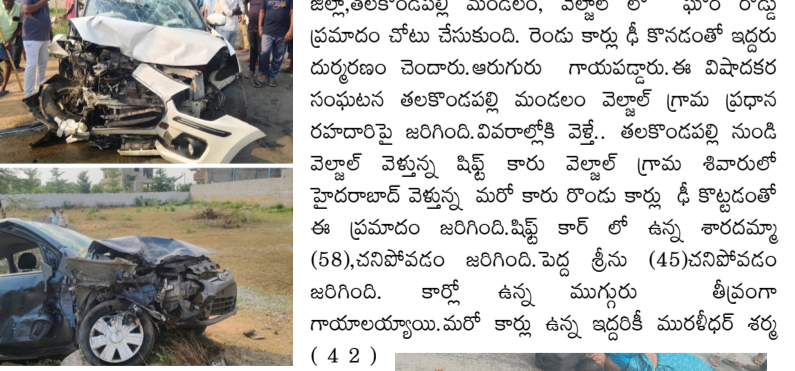 జిల్లా,తలకొండపల్లి మండలం, వెల్జాల్ లో ఘోర రోడ్డు
ప్రమాదం చోటు చేసుకుంది. రెండు కార్లు ఢీ కొనడంతో ఇద్దరు
దుర్మరణం చెందారు.ఆరుగురు గాయపడ్డారు.ఈ విషాదకర
సంఘటన తలకొండపల్లి మండలం వెల్జాల్ గ్రామ ప్రధాన
రహదారిపై జరిగింది.వివరాల్లోకి వెళ్తే.. తలకొండపల్లి నుండి
వెల్జాల్ వెళ్తున్న షిఫ్ట్ కారు వెల్జాల్ గ్రామ శివారులో
హైదరాబాద్ వెళ్తున్న మరో కారు రొండు కార్లు ఢీ కొట్టడంతో
ఈ ప్రమాదం జరిగింది.షిఫ్ట్ కార్ లో ఉన్న శారదమ్మా
(58),చనిపోవడం జరిగింది.పెద్ద శ్రీను (45)చనిపోవడం
జరిగింది. కార్లో ఉన్న ముగ్గురు తీవ్రంగా
గాయాలయ్యాయి.మరో కార్లు ఉన్న ఇద్దరికీ మురళీధర్ శర్మ
( 4 2 )